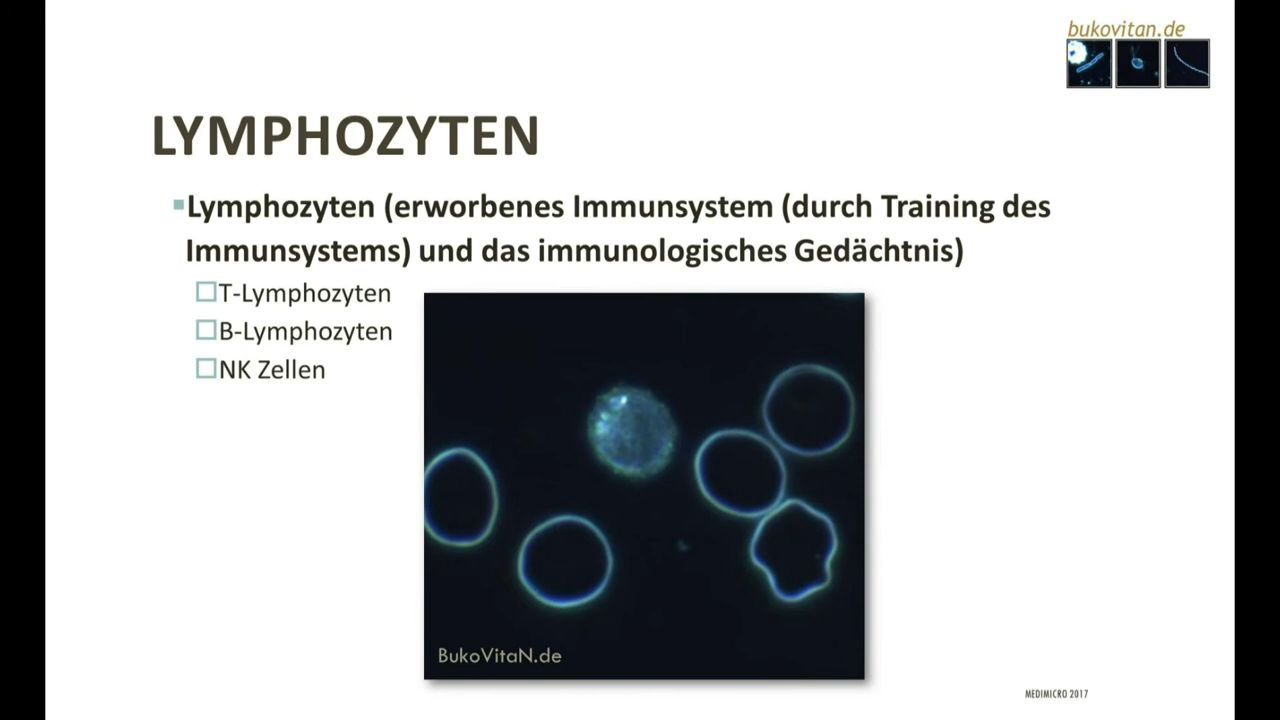 bukovitan.de
LYMPHOZYTEN
Lymphozyten (erworbenes Immunsystem (durch Training des
Immunsystems) und das immunologisches Gedächtnis)
T-Lymphozyten
B-Lymphozyten
NK Zellen
BukoVitaN.de
MEDIMICRO 2017